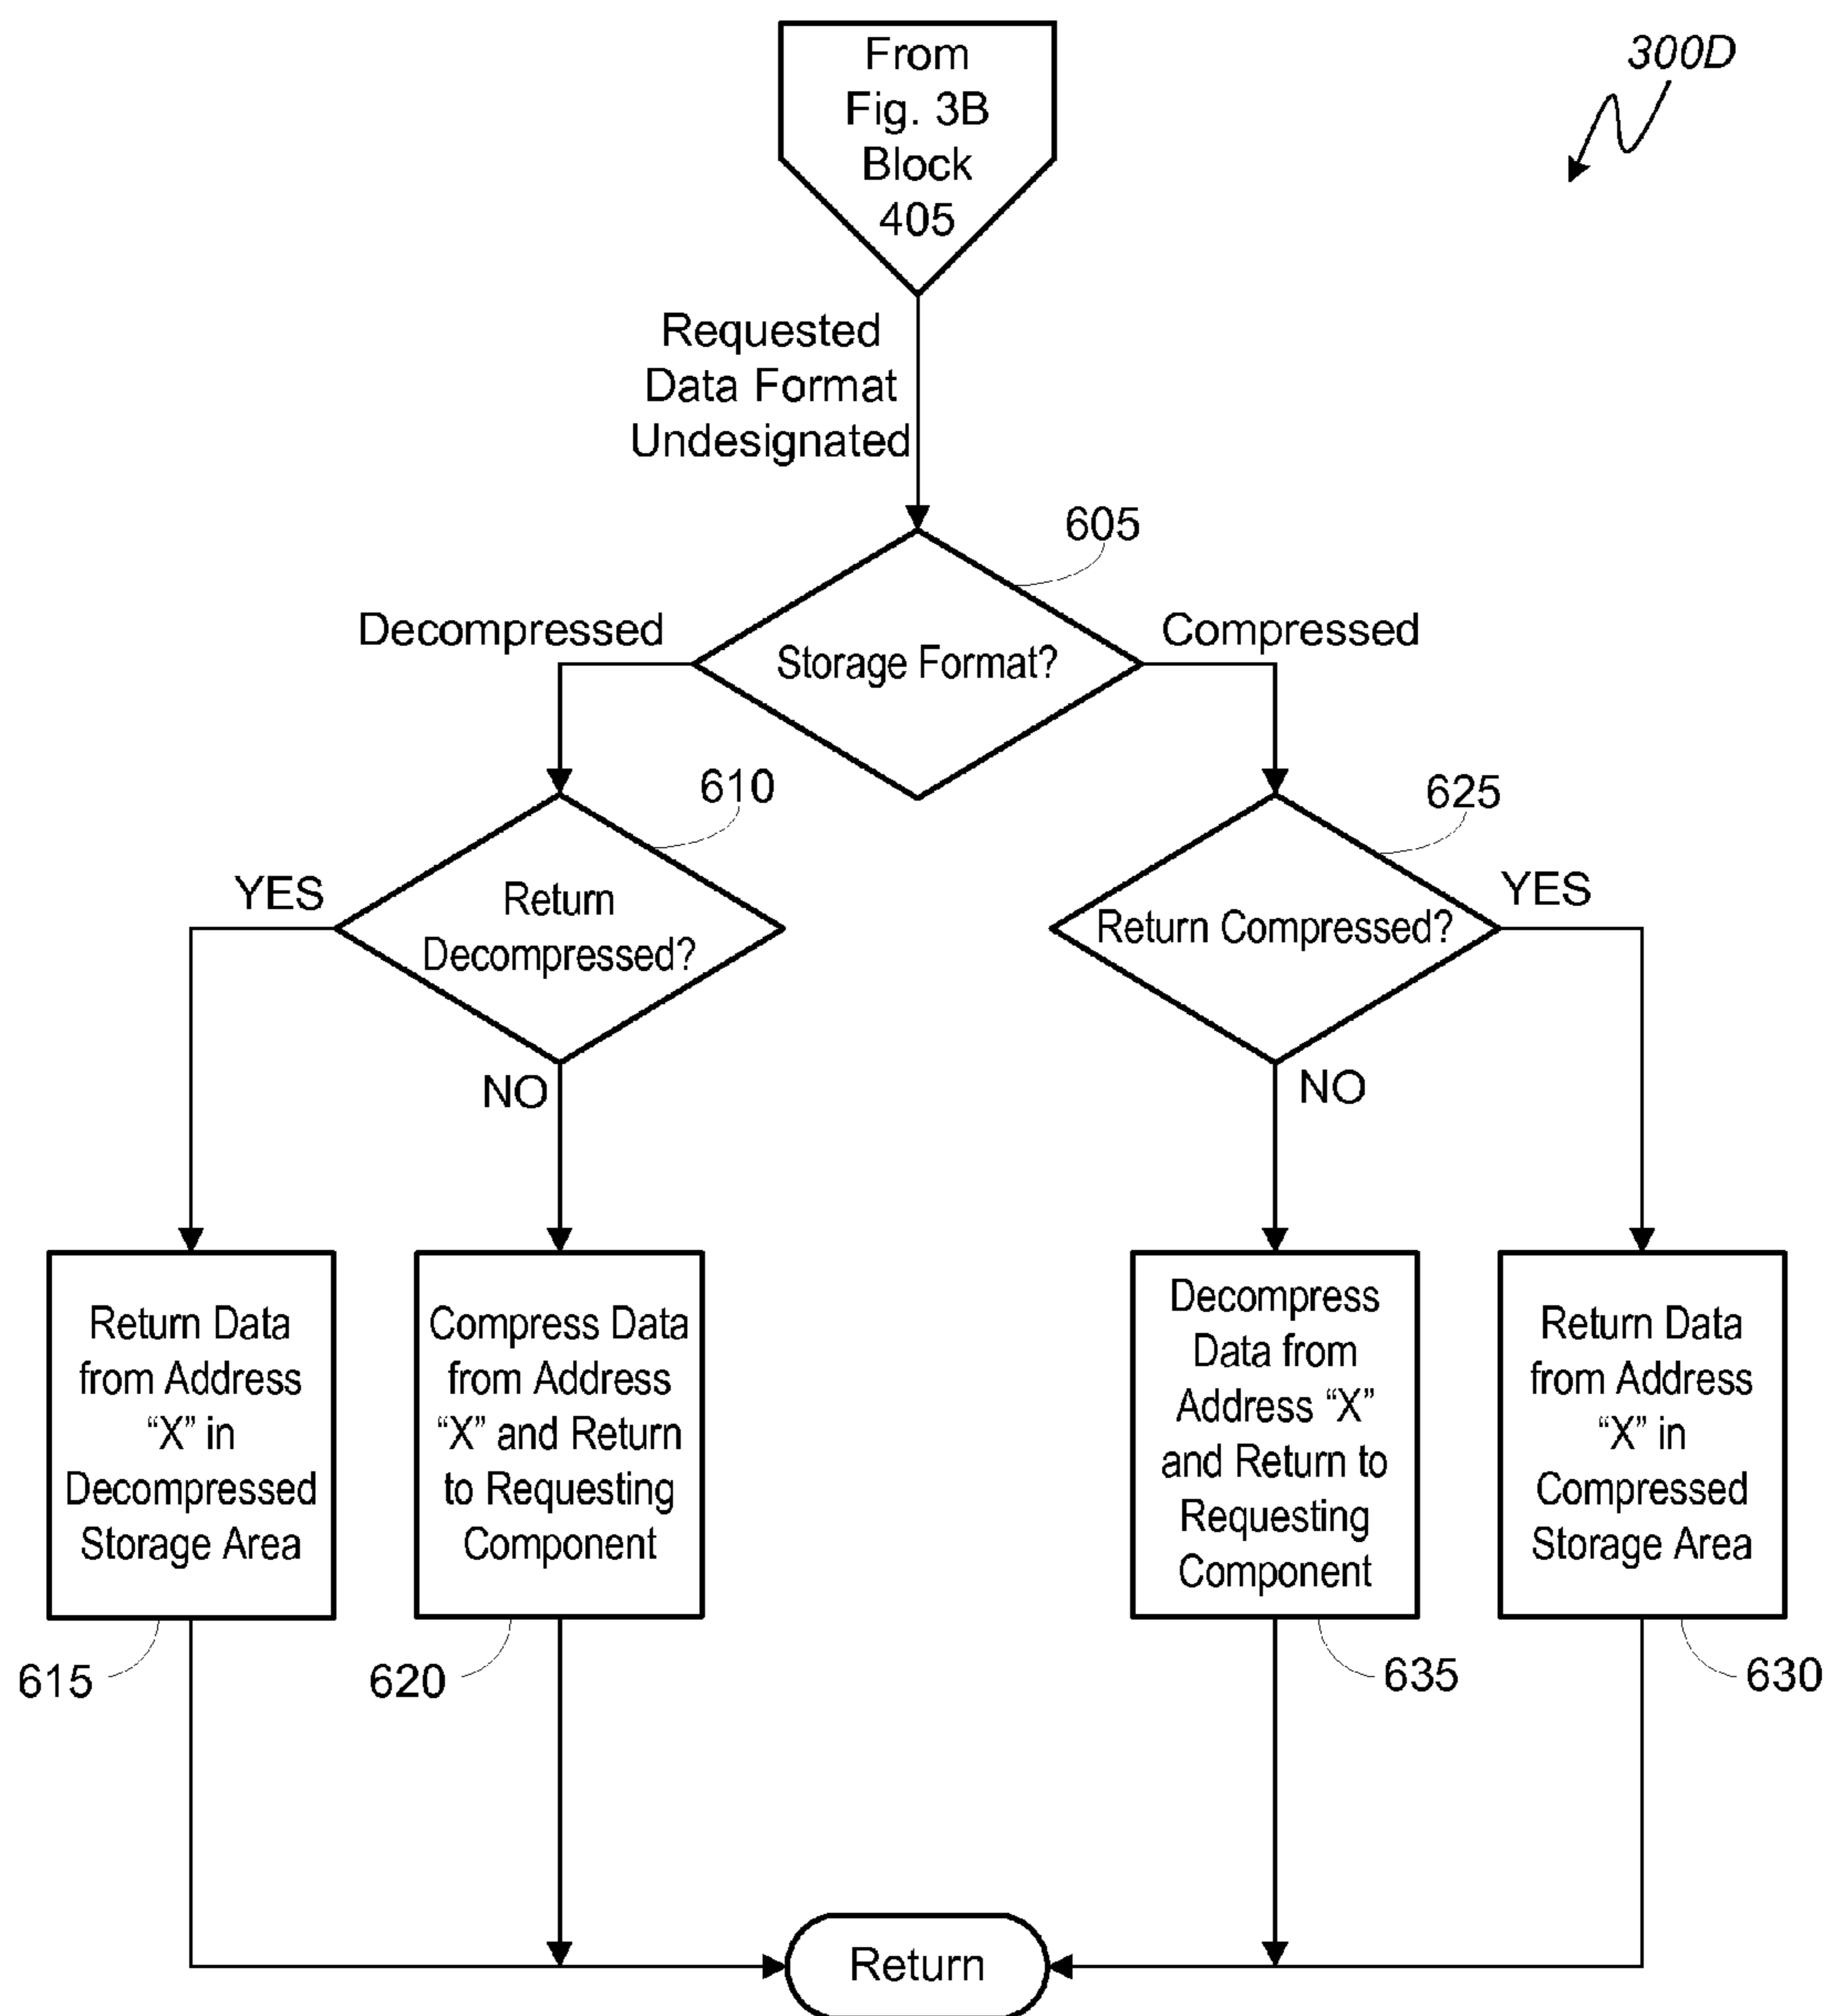 From
Fig. 3B
Block
405
300D
Requested
Data Format
Undesignated
605
Decompressed
Compressed
Storage Format?
610
625
YES
Return
Decompressed?
Return Compressed?
YES
NO
NO
Return Data
from Address
“X” in
Decompressed
Storage Area
Compress Data
from Address
“X” and Return
to Requesting
Component
Decompress
Data from
Address “X”
and Return to
Requesting
Component
Return Data
from Address
“X” in
Compressed
Storage Area
615
620
635
630
Return